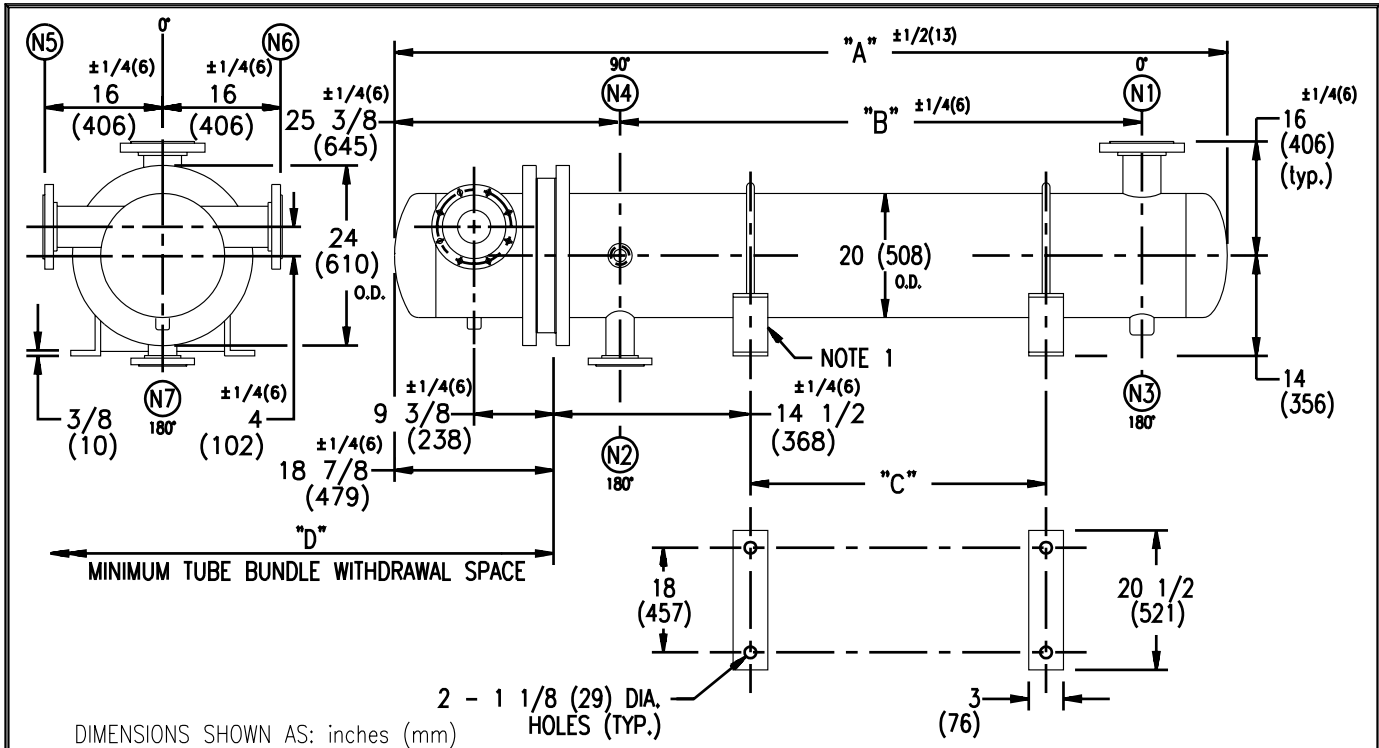 N5
0°
N6
±1/4(6)
±1/4(6)
16
(406)
16
(406)
±1/4(6)
25 3/8
(645)
90°
N4
"A" ±1/2(13)
"B" ±1/4(6)
0°
N1
±1/4(6)
16
(406)
(typ.)
24
(610)
O.D.
20 (508)
O.D.
NOTE 1
14
(356)
3/8
(10)
N7
180°
±1/4(6)
4
(102)
±1/4(6)
9 3/8
(238)
±1/4(6)
14 1/2
(368)
N2
180°
N3
180°
±1/4(6)
18 7/8
(479)
"C"
"D"
MINIMUM TUBE BUNDLE WITHDRAWAL SPACE
18
(457)
20 1/2
(521)
2 - 1 1/8 (29) DIA.
HOLES (TYP.)
3
(76)
DIMENSIONS SHOWN AS: inches (mm)